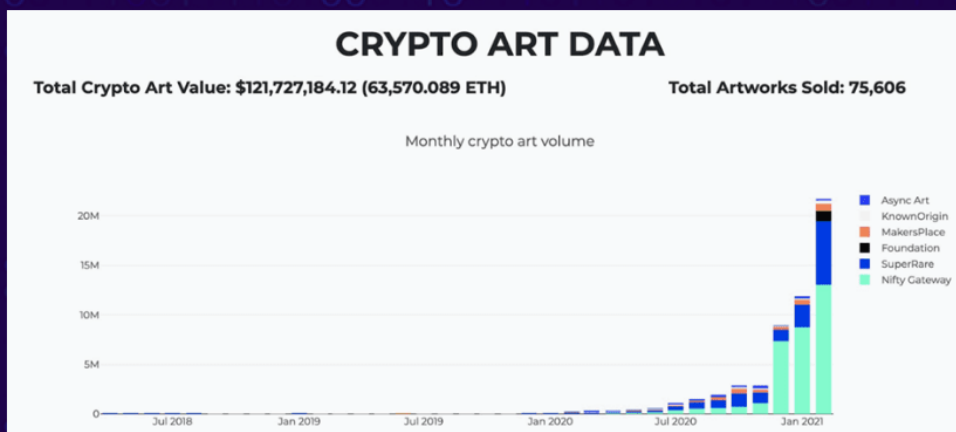 CRYPTO ART DATA
Total Crypto Art Value: $121,727,184.12 (63,570.089 ETH)
Total Artworks Sold: 75,606
Monthly crypto art volume
20M
15M
10M
5M
0
Jul 2018
Jan 2019
Jul 2019
Jan 2020
Jul 2020
Jan 2021
Async Art
KnownOrigin
MakersPlace
Foundation
SuperRare
Nifty Gateway